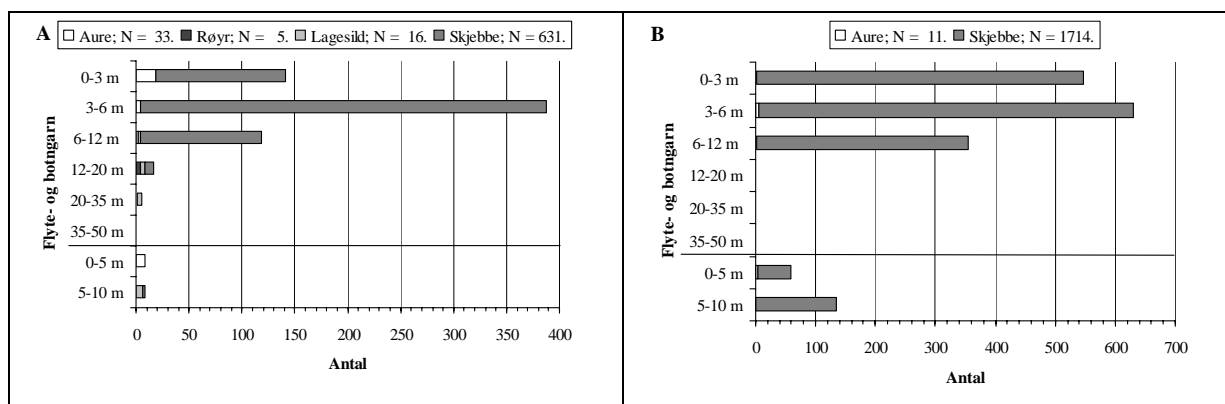 A
Aure; N = 33. Røyr; N = 5. Lagesild; N = 16. Skjebbe; N = 631.
Flyte- og botngarn
0-3 m
3-6 m
6-12 m
12-20 m
20-35 m
35-50 m
0-5 m
5-10 m
0 50 100 150 200 250 300 350 400
Antal
B
Aure; N = 11. Skjebbe; N = 1714.
Flyte- og botngarn
0-3 m
3-6 m
6-12 m
12-20 m
20-35 m
35-50 m
0-5 m
5-10 m
0 100 200 300 400 500 600 700
Antal